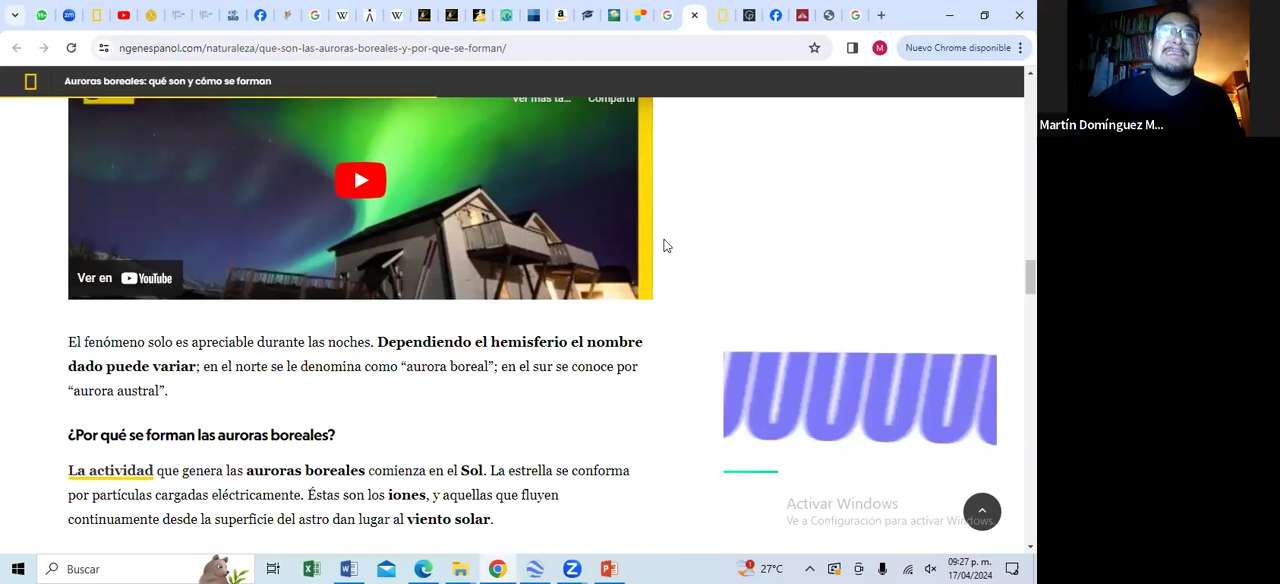 M
Nuevo Chrome disponible
ngenespanol.com/naturaleza/que-son-las-auroras-boreales-y-por-que-se-forman/
Auroras boreales: qué son y cómo se forman
Martín Domínguez M...
Ver en YouTube
El fenómeno solo es apreciable durante las noches. Dependiendo el hemisferio el nombre
dado puede variar; en el norte se le denomina como “aurora boreal”; en el sur se conoce por
“aurora austral”.
¿Por qué se forman las auroras boreales?
La actividad que genera las auroras boreales comienza en el Sol. La estrella se conforma
por partículas cargadas eléctricamente. Éstas son los iones, y aquellas que fluyen
continuamente desde la superficie del astro dan lugar al viento solar.
Activar Windows
Ve a Configuración para activar Windows.
Buscar
27°C
09:27 p. m.
17/04/2024